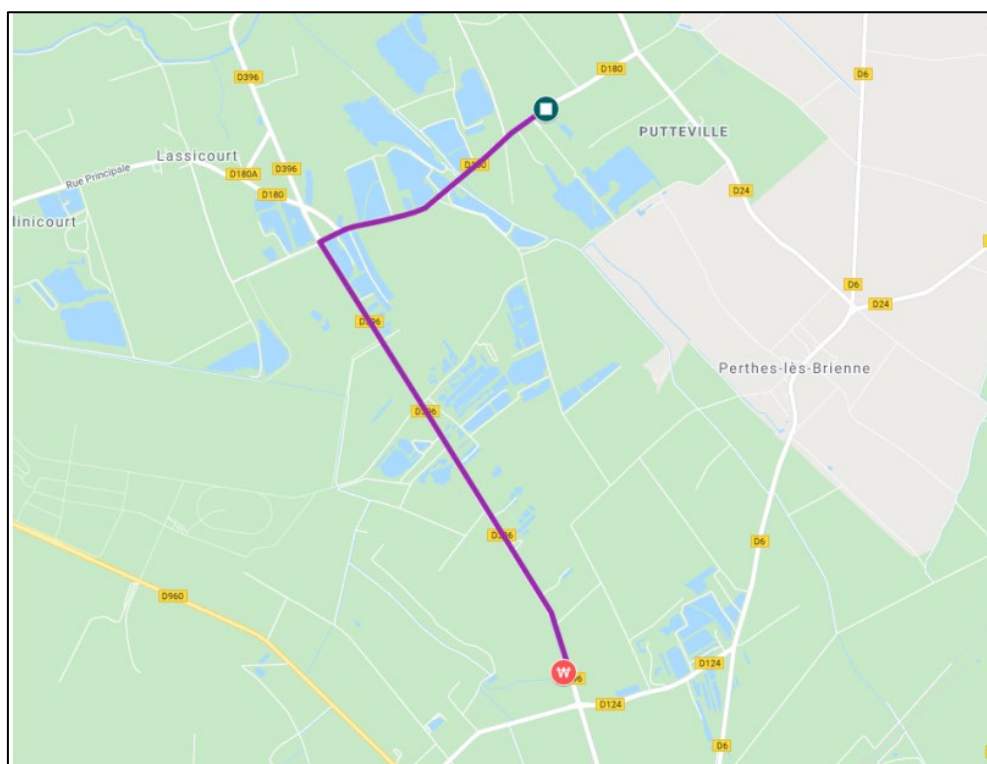 D396
D180
D6
PUTTEVILLE
Lassicourt
D396
Rue Principale
D180A
D180
D24
linicourt
D6
D24
Perthes-lès-Brienne
D6
D960
D124
D124
D6